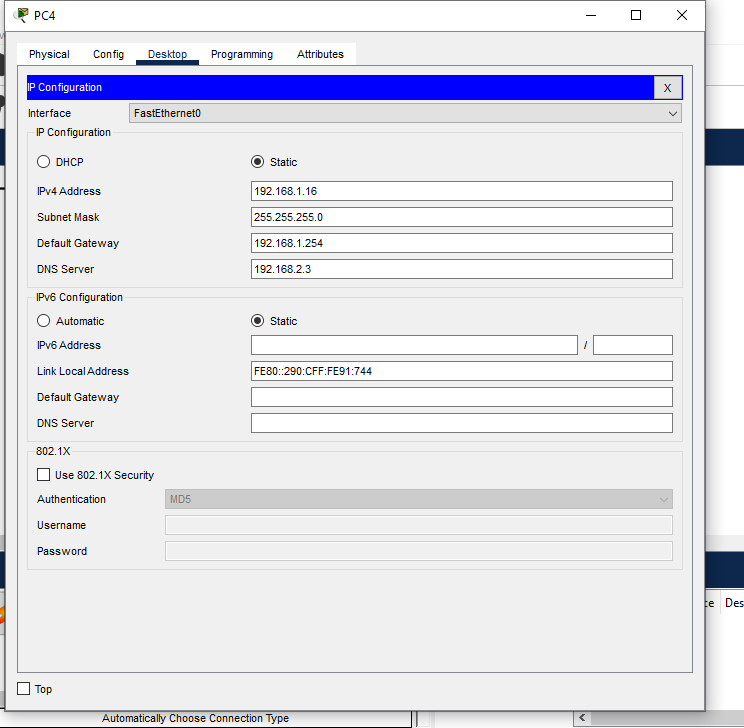 PC4
Physical Config Desktop Programming Attributes
IP Configuration X
Interface FastEthernet0
IP Configuration
DHCP Static
IPv4 Address 192.168.1.16
Subnet Mask 255.255.255.0
Default Gateway 192.168.1.254
DNS Server 192.168.2.3
IPv6 Configuration
Automatic Static
IPv6 Address /
Link Local Address FE80::290:CFF:FE91:744
Default Gateway
DNS Server
802.1X
Use 802.1X Security
Authentication MD5
Username
Password
ce Des
Top
Automatically Choose Connection Type